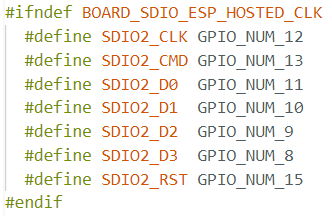 #ifndef BOARD_SDIO_ESP_HOSTED_CLK
#define SDIO2_CLK GPIO_NUM_12
#define SDIO2_CMD GPIO_NUM_13
#define SDIO2_D0 GPIO_NUM_11
#define SDIO2_D1 GPIO_NUM_10
#define SDIO2_D2 GPIO_NUM_9
#define SDIO2_D3 GPIO_NUM_8
#define SDIO2_RST GPIO_NUM_15
#endif